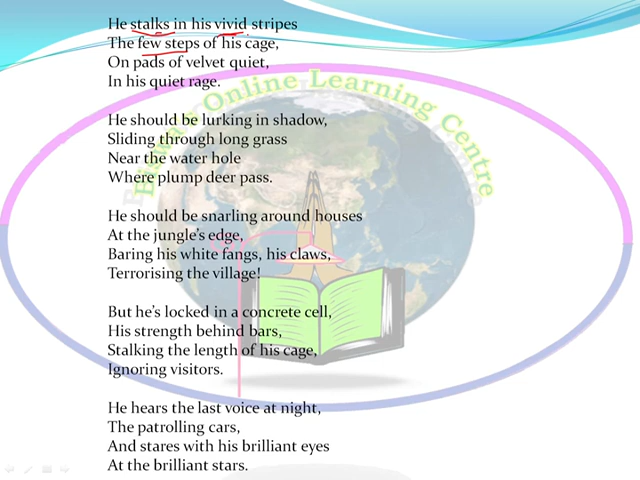 He stalks in his vivid stripes
The few steps of his cage,
On pads of velvet quiet,
In his quiet rage.
He should be lurking in shadow,
Sliding through long grass
Near the water hole
Where plump deer pass.
He should be snarling around houses
At the jungle's edge,
Baring his white fangs, his claws,
Terrorising the village!
But he's locked in a concrete cell,
His strength behind bars,
Stalking the length of his cage,
Ignoring visitors.
He hears the last voice at night,
The patrolling cars,
And stares with his brilliant eyes
At the brilliant stars.
Online Learning Centre